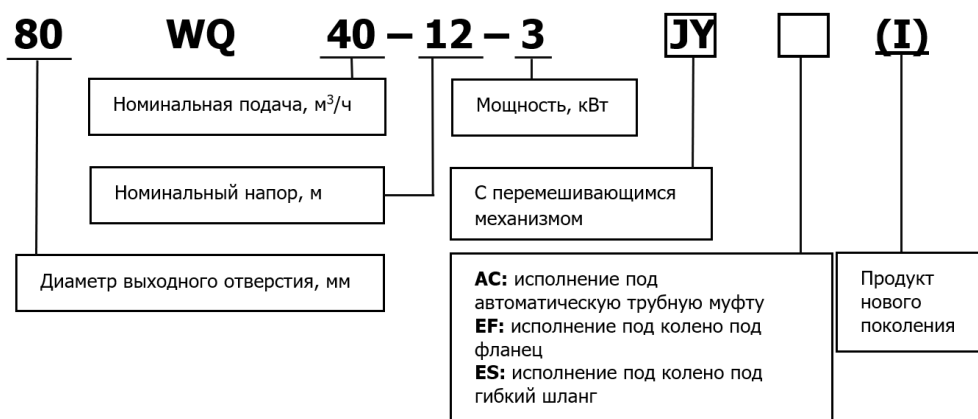 80 WQ 40 – 12 – 3 JY (I)
Номинальная подача, м³/ч
Мощность, кВт
Номинальный напор, м
С перемешивающимся
механизмом
Диаметр выходного отверстия, мм
AC: исполнение под
автоматическую трубную муфту
EF: исполнение под колено под
фланец
ES: исполнение под колено под
гибкий шланг
Продукт
нового
поколения